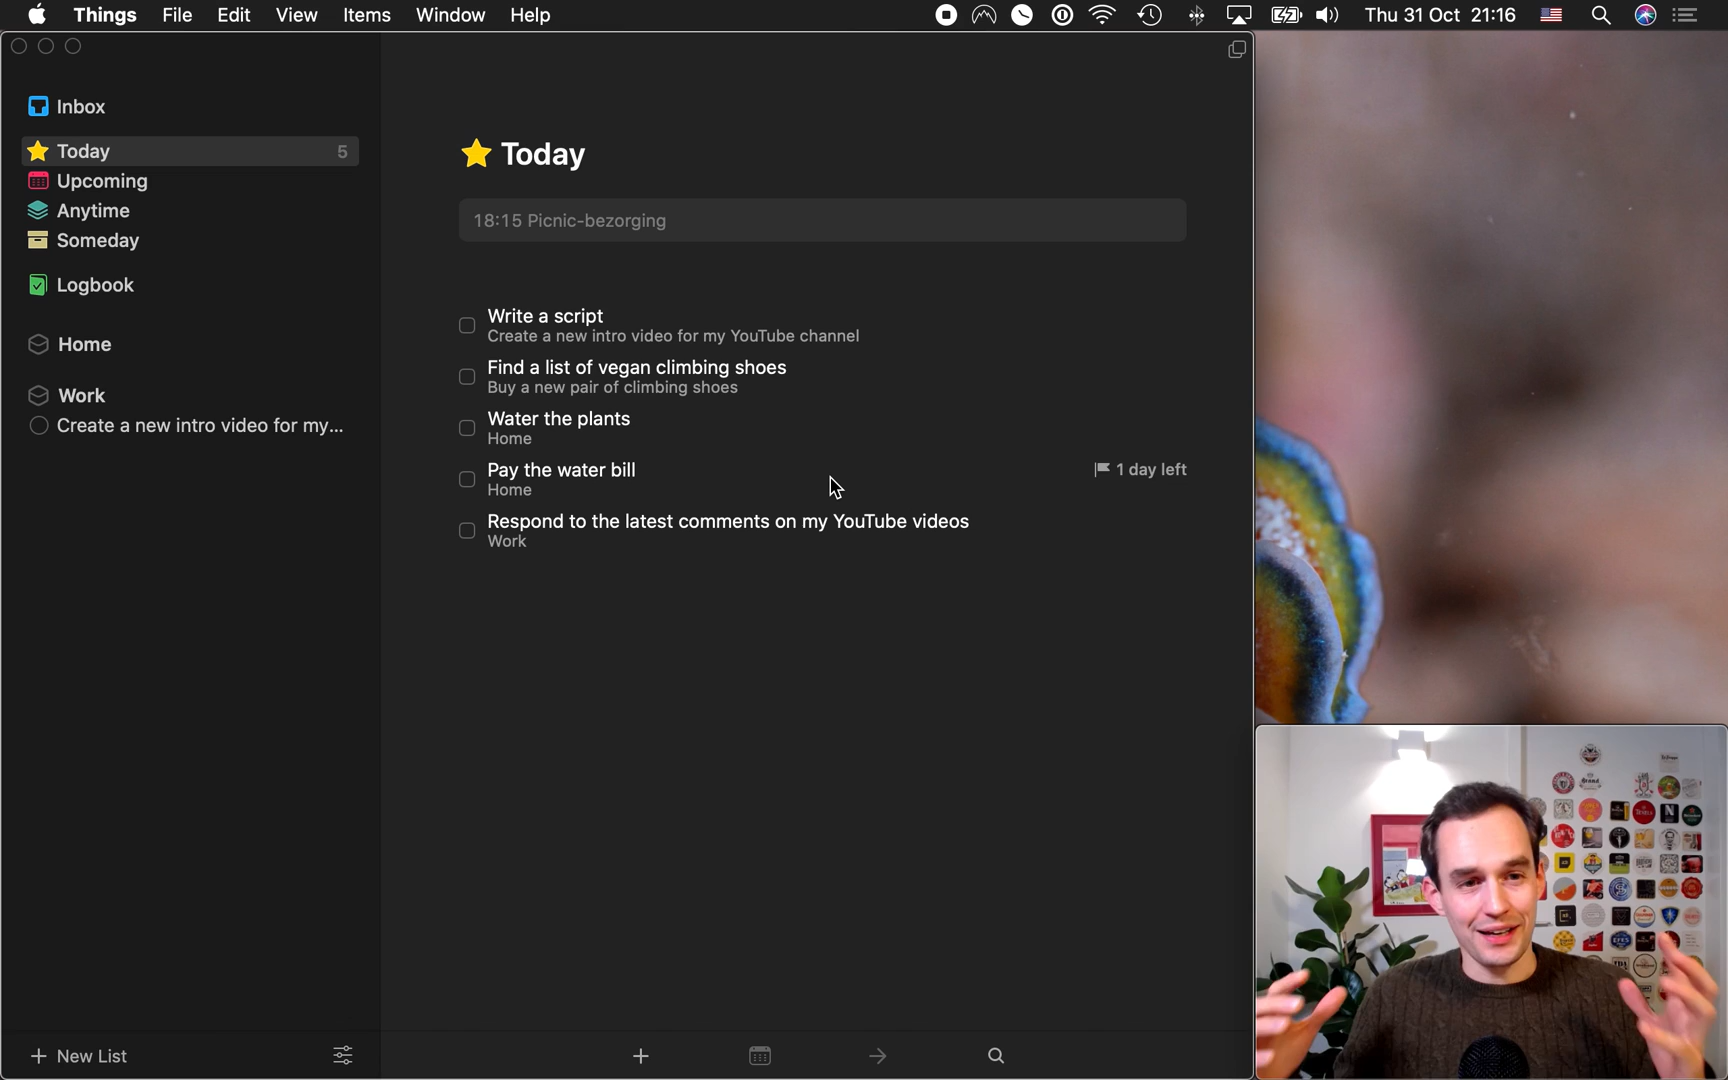 Things File Edit View Items Window Help Thu 31 Oct 21:16
Inbox
Today 5
Upcoming
Anytime
Someday
Logbook
Home
Work
Create a new intro video for my...
New List
Today
18:15 Picnic-bezorging
Write a script
Create a new intro video for my YouTube channel
Find a list of vegan climbing shoes
Buy a new pair of climbing shoes
Water the plants
Home
Pay the water bill 1 day left
Home
Respond to the latest comments on my YouTube videos
Work